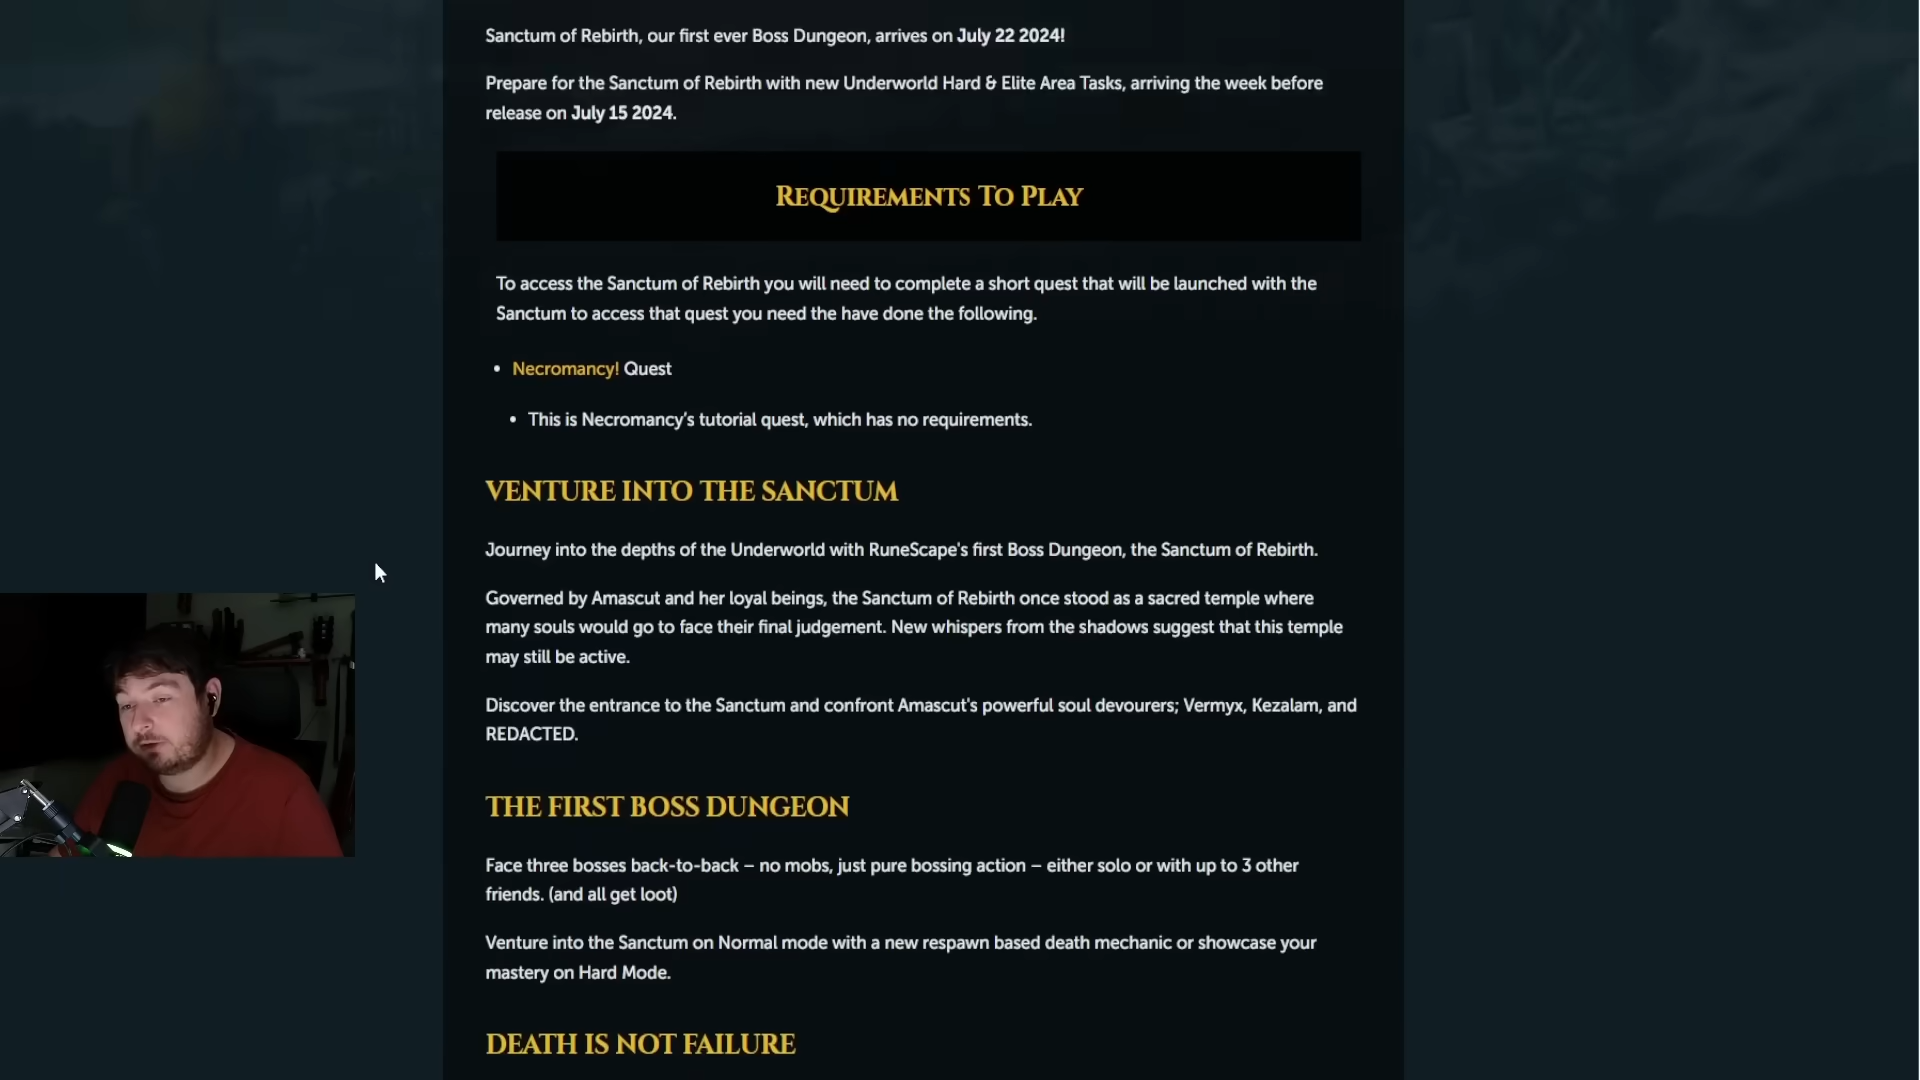 Sanctum of Rebirth, our first ever Boss Dungeon, arrives on July 22 2024!
Prepare for the Sanctum of Rebirth with new Underworld Hard & Elite Area Tasks, arriving the week before
release on July 15 2024.
Requirements To Play
To access the Sanctum of Rebirth you will need to complete a short quest that will be launched with the
Sanctum to access that quest you need the have done the following.
• Necromancy! Quest
• This is Necromancy's tutorial quest, which has no requirements.
VENTURE INTO THE SANCTUM
Journey into the depths of the Underworld with RuneScape's first Boss Dungeon, the Sanctum of Rebirth.
Governed by Amascut and her loyal beings, the Sanctum of Rebirth once stood as a sacred temple where
many souls would go to face their final judgement. New whispers from the shadows suggest that this temple
may still be active.
Discover the entrance to the Sanctum and confront Amascut's powerful soul devourers; Vermyx, Kezalam, and
REDACTED.
THE FIRST BOSS DUNGEON
Face three bosses back-to-back – no mobs, just pure bossing action – either solo or with up to 3 other
friends. (and all get loot)
Venture into the Sanctum on Normal mode with a new respawn based death mechanic or showcase your
mastery on Hard Mode.
DEATH IS NOT FAILURE